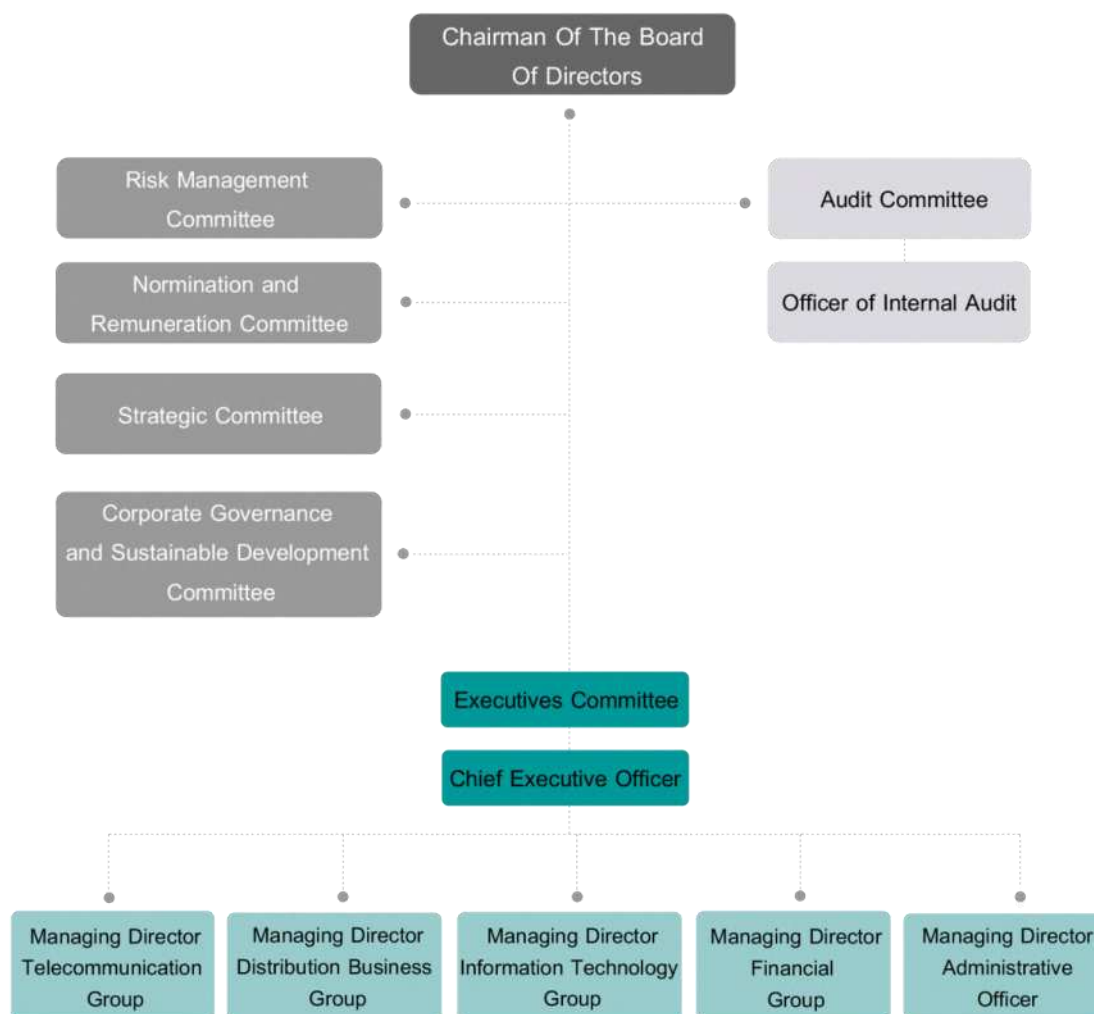 Chairman Of The Board
Of Directors
Risk Management
Committee
Audit Committee
Normination and
Remuneration Committee
Officer of Internal Audit
Strategic Committee
Corporate Governance
and Sustainable Development
Committee
Executives Committee
Chief Executive Officer
Managing Director
Telecommunication
Group
Managing Director
Distribution Business
Group
Managing Director
Information Technology
Group
Managing Director
Financial
Group
Managing Director
Administrative
Officer